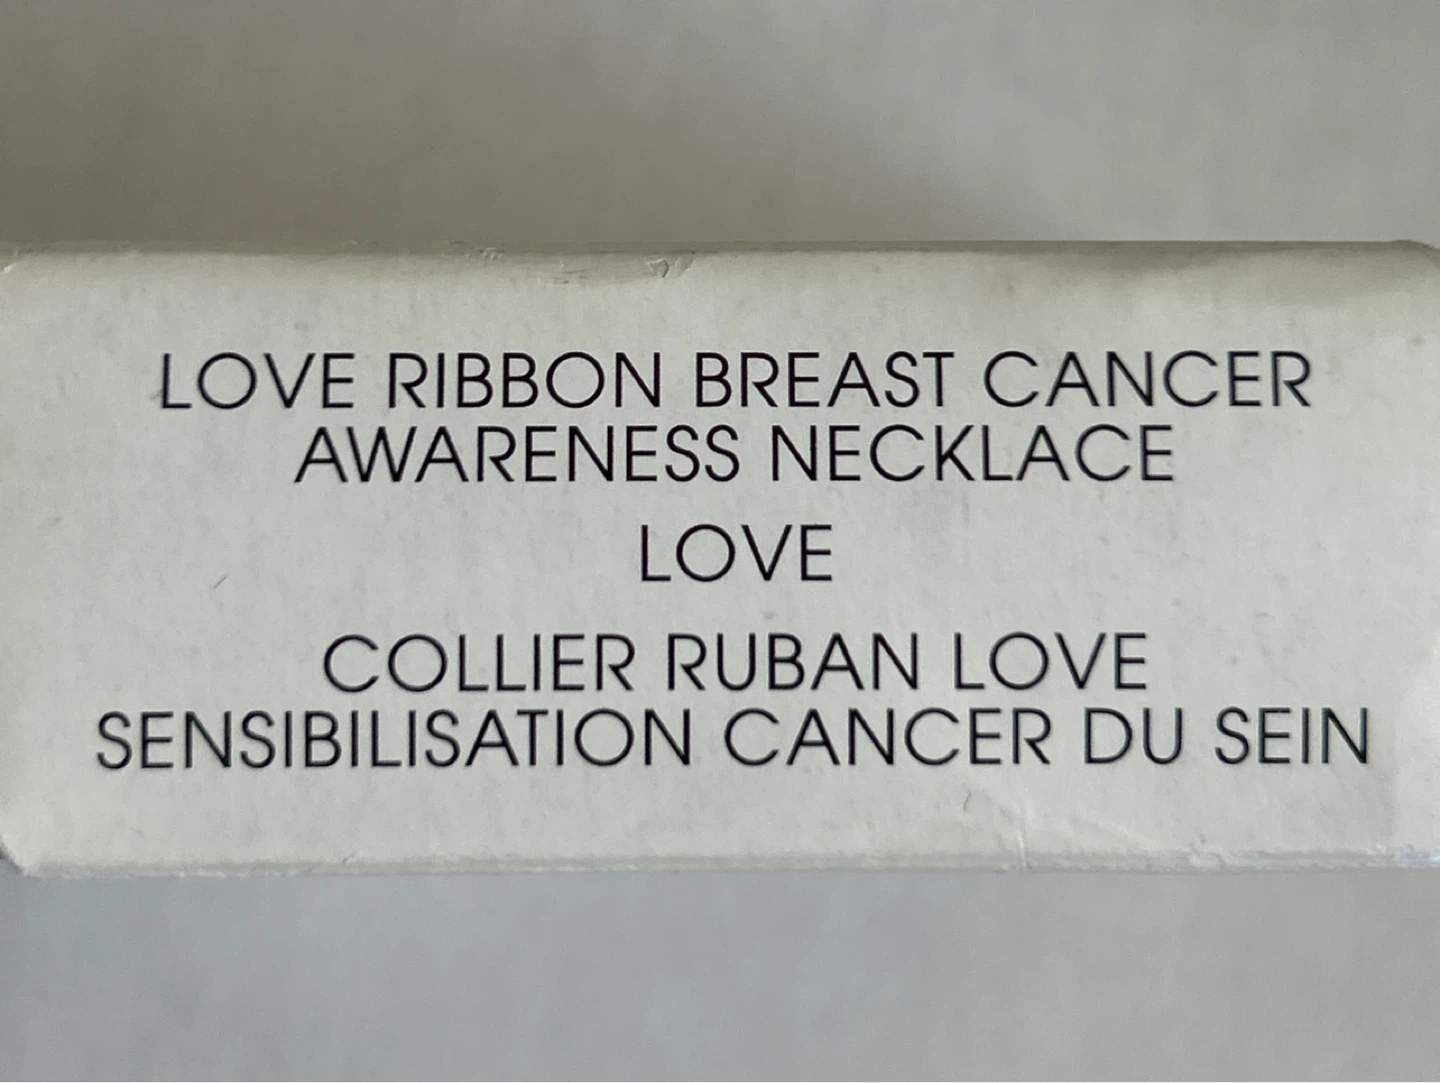 LOVE RIBBON BREAST CANCER
AWARENESS NECKLACE
LOVE
COLLIER RUBAN LOVE
SENSIBILISATION CANCER DU SEIN